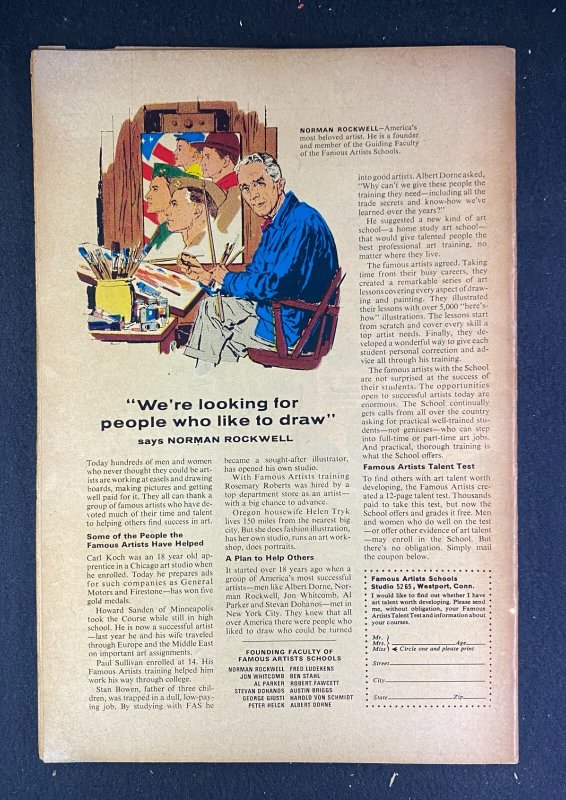 NORMAN ROCKWELL—America's
most beloved artist. He is a founder
and member of the Guiding Faculty
of the Famous Artists Schools.
"We're looking for
people who like to draw"
says NORMAN ROCKWELL
Today hundreds of men and women
who never thought they could be art-
ists are working at easels and drawing
boards, making pictures and getting
well paid for it. They all can thank a
group of famous artists who have de-
voted much of their time and talent
to helping others find success in art.
Some of the People the
Famous Artists Have Helped
Carl Koch was an 18 year old ap-
prentice in a Chicago art studio when
he enrolled. Today he prepares ads
for such companies as General
Motors and Firestone—has won five
gold medals.
Howard Sanden of Minneapolis
took the Course while still in high
school. He is now a successful artist
—last year he and his wife traveled
through Europe and the Middle East
on important art assignments.
Paul Sullivan enrolled at 14. His
Famous Artists training helped him
work his way through college.
Stan Bowen, father of three chil-
dren, was trapped in a dull, low-pay-
ing job. By studying with FAS he
became a sought-after illustrator,
has opened his own studio.
With Famous Artists training
Rosemary Roberts was hired by a
top department store as an artist—
with a big chance to advance.
Oregon housewife Helen Tryk
lives 150 miles from the nearest big
city. But she does fashion illustration,
has her own studio, runs an art work-
shop, does portraits.
A Plan to Help Others
It started over 18 years ago when a
group of America's most successful
artists—men like Albert Dorne, Nor-
man Rockwell, Jon Whitcomb, Al
Parker and Stevan Dohanos—met in
New York City. They knew that all
over America there were people who
liked to draw who could be turned
into good artists. Albert Dorne asked,
"Why can't we give these people the
training they need—including all the
trade secrets and know-how we've
learned over the years?"
He suggested a new kind of art
school—a home study art school—
that would give talented people the
best professional art training, no
matter where they live.
The famous artists agreed. Taking
time from their busy careers, they
created a remarkable series of art
lessons covering every aspect of draw-
ing and painting. They illustrated
their lessons with over 5,000 "here's-
how" illustrations. The lessons start
from scratch and cover every skill a
top artist needs. Finally, they de-
veloped a wonderful way to give each
student personal correction and ad-
vice all through his training.
The famous artists with the School
are not surprised at the success of
their students. The opportunities
open to successful artists today are
enormous. The School continually
gets calls from all over the country
asking for practical well-trained stu-
dents—not geniuses—who can step
into full-time or part-time art jobs.
And practical, thorough training is
what the School offers.
Famous Artists Talent Test
To find others with art talent worth
developing, the Famous Artists cre-
ated a 12-page talent test. Thousands
paid to take this test, but now the
School offers and grades it free. Men
and women who do well on the test
—or offer other evidence of art talent
—may enroll in the School. But
there's no obligation. Simply mail
the coupon below.
FOUNDING FACULTY OF
FAMOUS ARTISTS SCHOOLS
NORMAN ROCKWELL FRED LUDEKENS
JON WHITCOMB BEN STAHL
AL PARKER ROBERT FAWCETT
STEVAN DOHANOS AUSTIN BRIGGS
GEORGE GIUSTI HAROLD VON SCHMIDT
PETER HELCK ALBERT DORNE
Famous Artists Schools
Studio 5265, Westport, Conn.
I would like to find out whether I have
art talent worth developing. Please send
me, without obligation, your Famous
Artists Talent Test and information about
your courses.
Mr.
Mrs. Age
Miss Circle one and please print
Street
City
State Zip